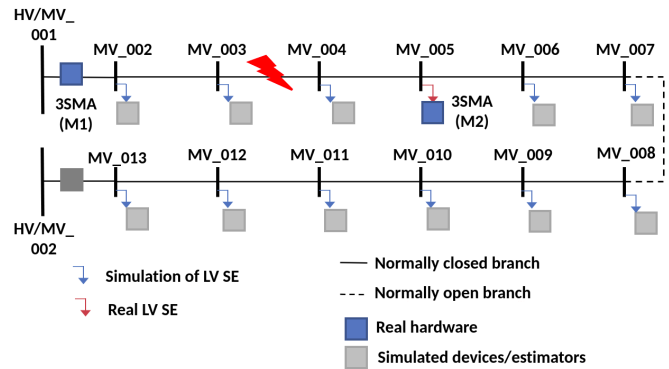 HV/MV_
001
MV_002
MV_003
MV_004
MV_005
MV_006
MV_007
3SMA
(M1)
3SMA
(M2)
MV_013
MV_012
MV_011
MV_010
MV_009
MV_008
HV/MV_
002
Simulation of LV SE
Real LV SE
Normally closed branch
Normally open branch
Real hardware
Simulated devices/estimators